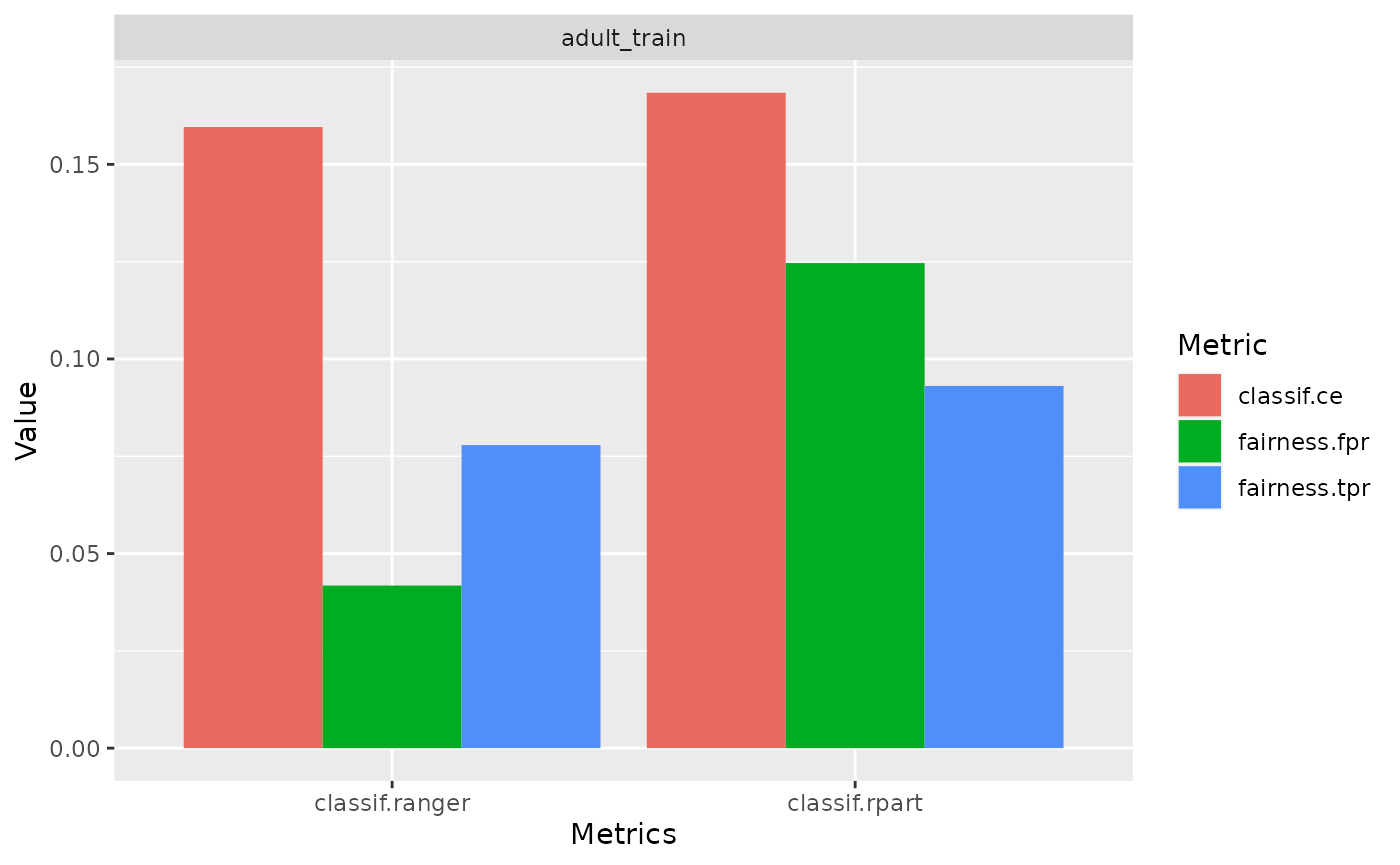 adult_train
0.15
0.10
0.05
0.00
Value
classif.ranger
classif.rpart
Metrics
Metric
classif.ce
fairness.fpr
fairness.tpr